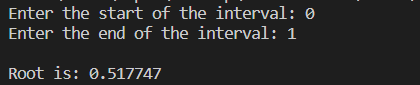 Enter the start of the interval: 0
Enter the end of the interval: 1
Root is: 0.517747